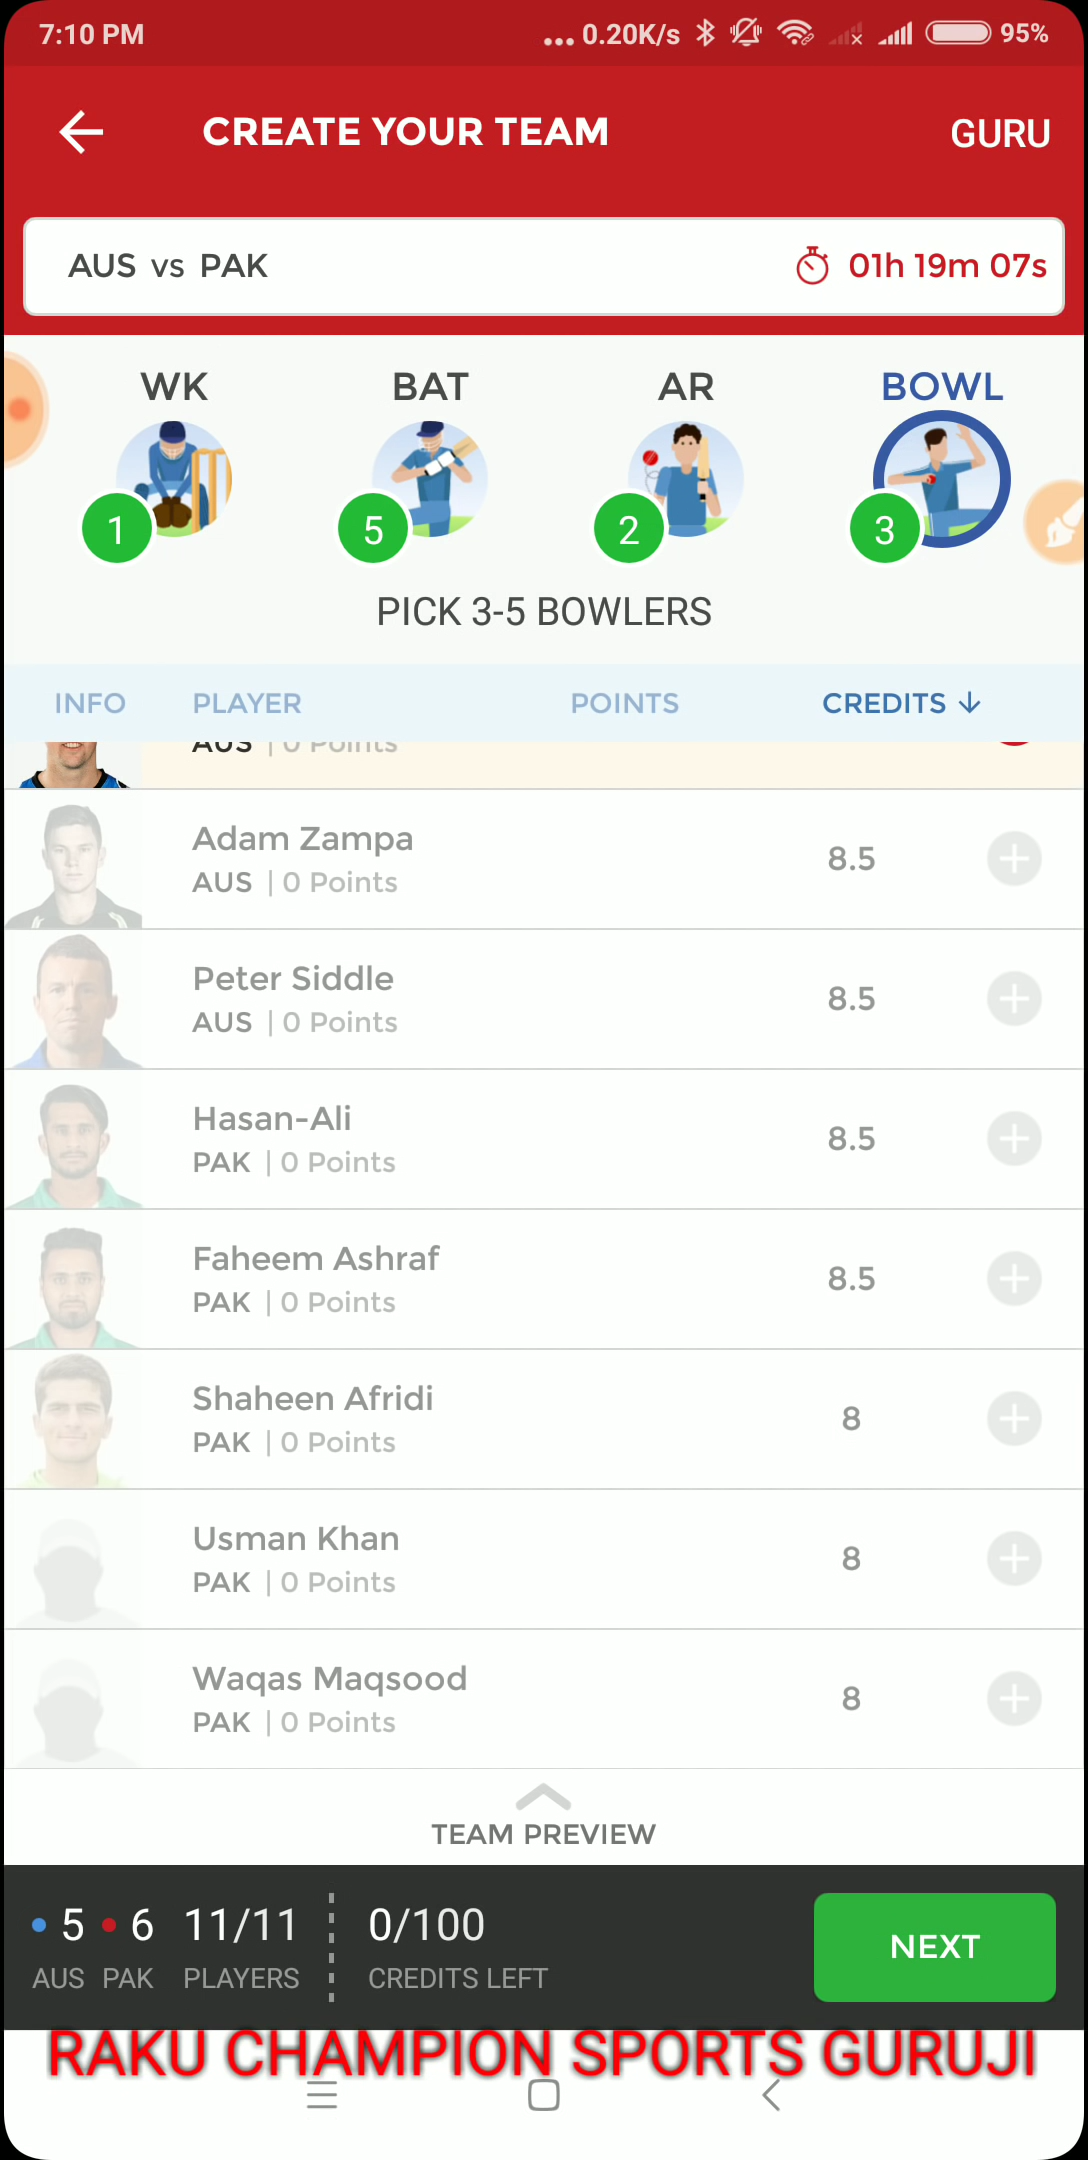 7:10 PM ... 0.20K/s 95%
CREATE YOUR TEAM GURU
AUS vs PAK 01h 19m 07s
WK BAT AR BOWL
1 5 2 3
PICK 3-5 BOWLERS
INFO PLAYER POINTS CREDITS ↓
AUS | 0 Points
Adam Zampa
AUS | 0 Points 8.5
Peter Siddle
AUS | 0 Points 8.5
Hasan-Ali
PAK | 0 Points 8.5
Faheem Ashraf
PAK | 0 Points 8.5
Shaheen Afridi
PAK | 0 Points 8
Usman Khan
PAK | 0 Points 8
Waqas Maqsood
PAK | 0 Points 8
TEAM PREVIEW
5 6 11/11 0/100
AUS PAK PLAYERS CREDITS LEFT
NEXT
RAKU CHAMPION SPORTS GURUJI